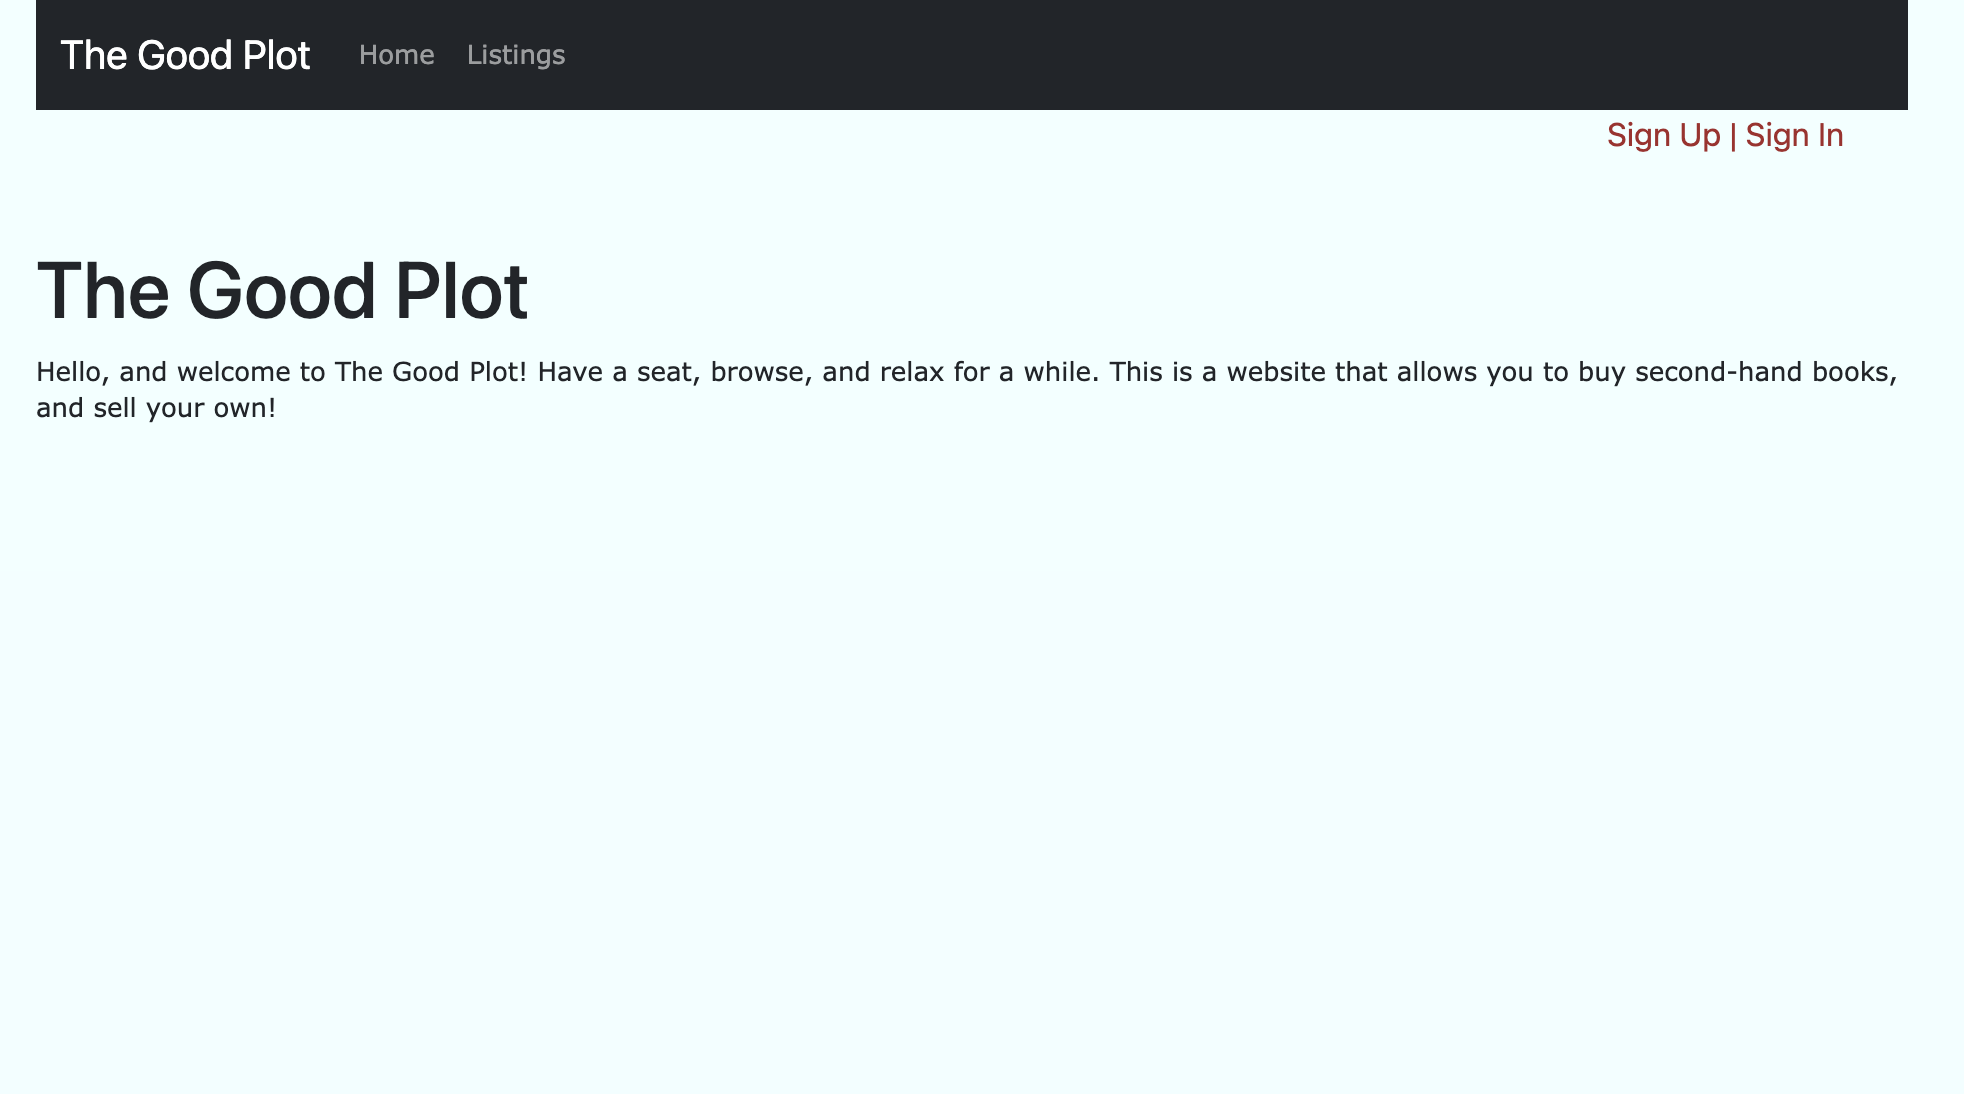 The Good Plot Home Listings
Sign Up | Sign In
The Good Plot
Hello, and welcome to The Good Plot! Have a seat, browse, and relax for a while. This is a website that allows you to buy second-hand books,
and sell your own!